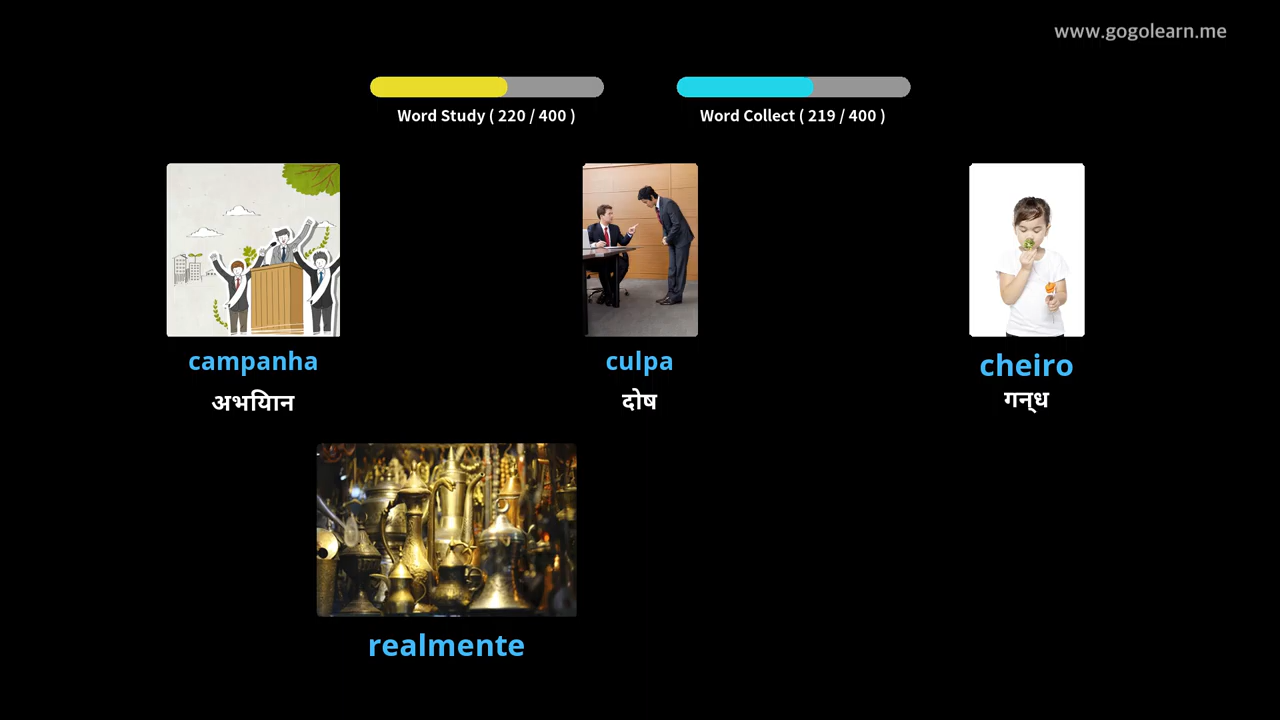 www.gogolearn.me
Word Study ( 220 / 400 )
Word Collect ( 219 / 400 )
campanha
culpa
cheiro
अभियान
दोष
गन्ध
realmente